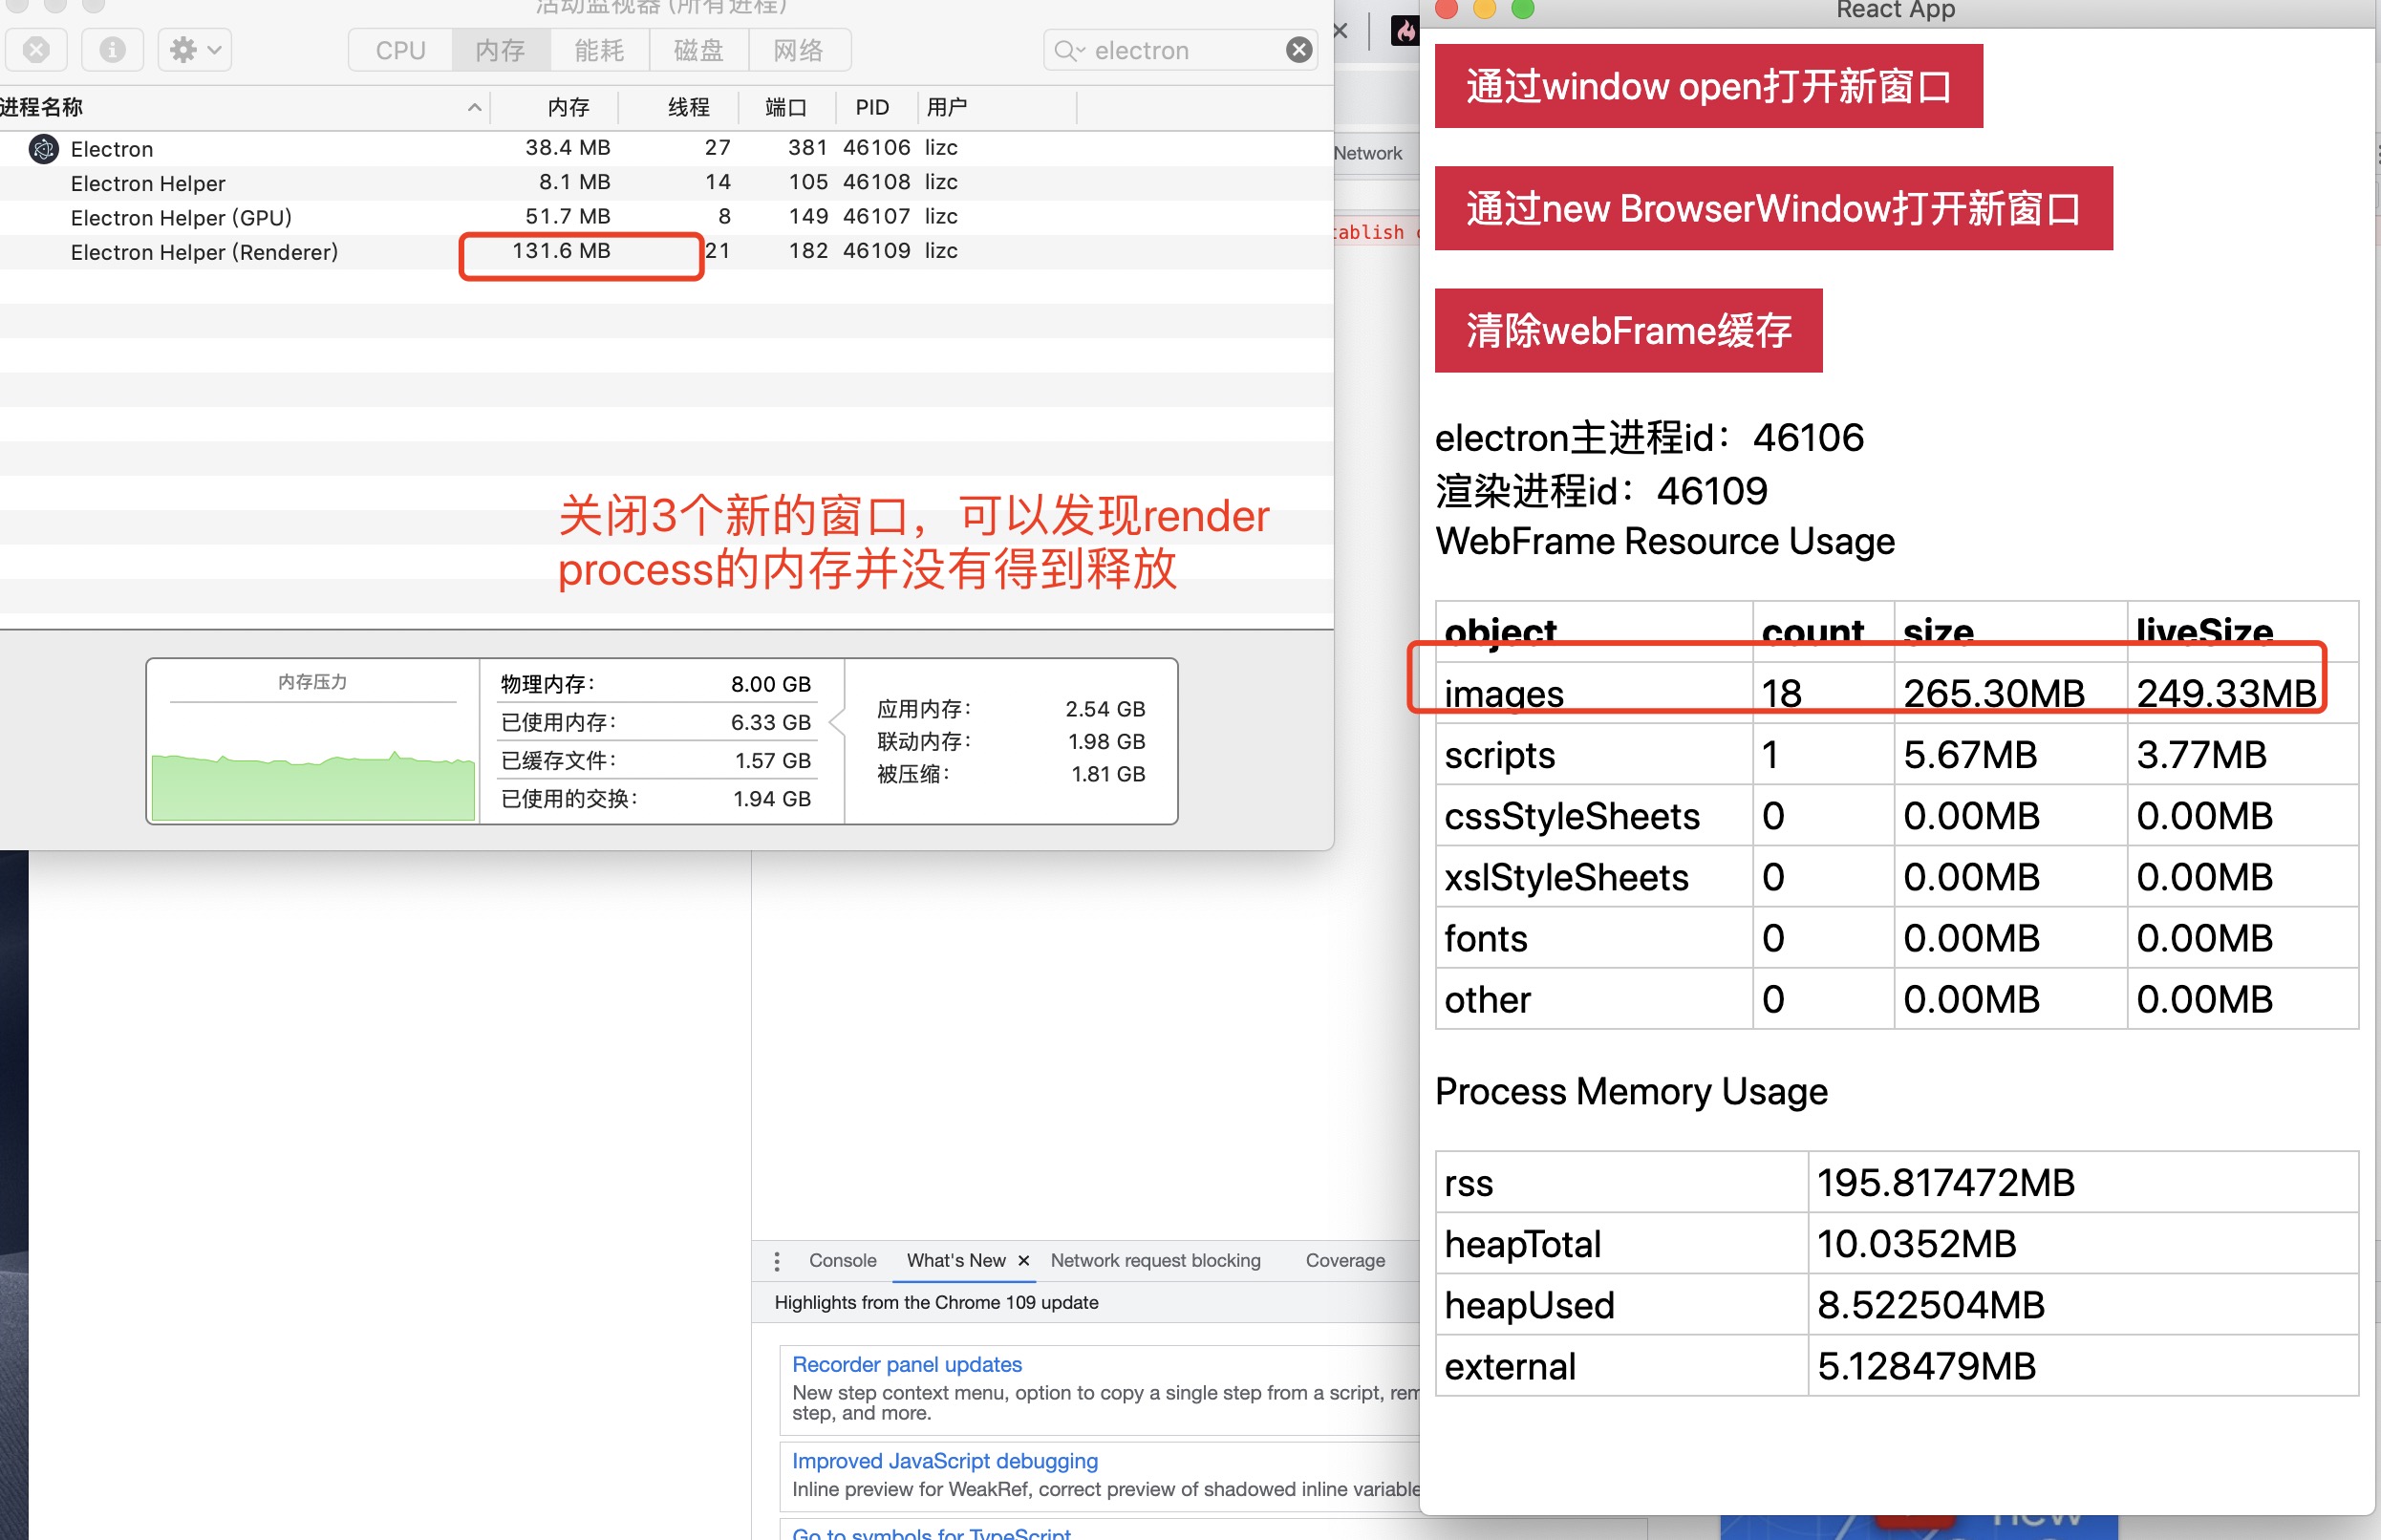 活动监视器 (所有进程)
CPU 内存 能耗 磁盘 网络
electron
进程名称 内存 线程 端口 PID 用户
Electron 38.4 MB 27 381 46106 lizc
Electron Helper 8.1 MB 14 105 46108 lizc
Electron Helper (GPU) 51.7 MB 8 149 46107 lizc
Electron Helper (Renderer) 131.6 MB 21 182 46109 lizc
关闭3个新的窗口，可以发现render
process的内存并没有得到释放
内存压力
物理内存： 8.00 GB
已使用内存： 6.33 GB
已缓存文件： 1.57 GB
已使用的交换： 1.94 GB
应用内存： 2.54 GB
联动内存： 1.98 GB
被压缩： 1.81 GB
Network
Console What's New Network request blocking Coverage
Highlights from the Chrome 109 update
Recorder panel updates
New step context menu, option to copy a single step from a script,
step, and more.
Improved JavaScript debugging
Inline preview for WeakRef, correct preview of shadowed inline
Go to symbols for TypeScript
React App
通过window open打开新窗口
通过new BrowserWindow打开新窗口
清除webFrame缓存
electron主进程id：46106
渲染进程id：46109
WebFrame Resource Usage
object count size liveSize
images 18 265.30MB 249.33MB
scripts 1 5.67MB 3.77MB
cssStyleSheets 0 0.00MB 0.00MB
xslStyleSheets 0 0.00MB 0.00MB
fonts 0 0.00MB 0.00MB
other 0 0.00MB 0.00MB
Process Memory Usage
rss 195.817472MB
heapTotal 10.0352MB
heapUsed 8.522504MB
external 5.128479MB
new